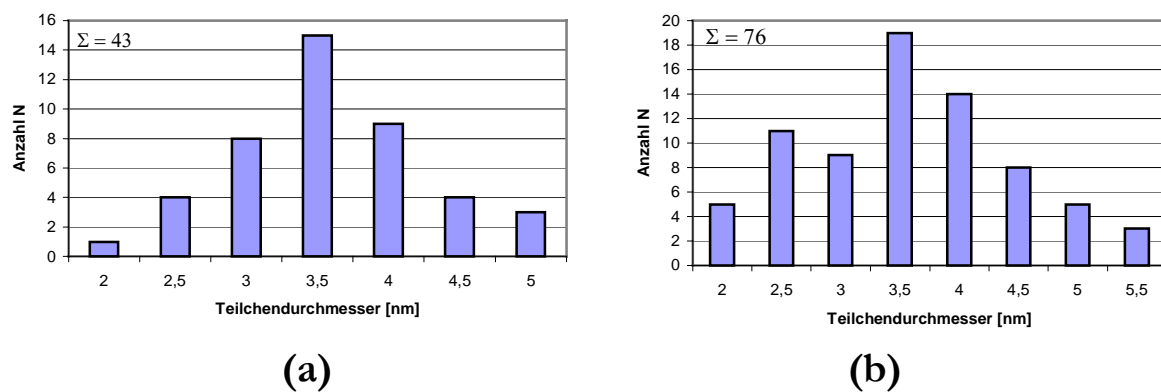 Σ = 43
Anzahl N
16
14
12
10
8
6
4
2
0
2 2,5 3 3,5 4 4,5 5
Teilchendurchmesser [nm]
(a)
Σ = 76
Anzahl N
20
18
16
14
12
10
8
6
4
2
0
2 2,5 3 3,5 4 4,5 5 5,5
Teilchendurchmesser [nm]
(b)